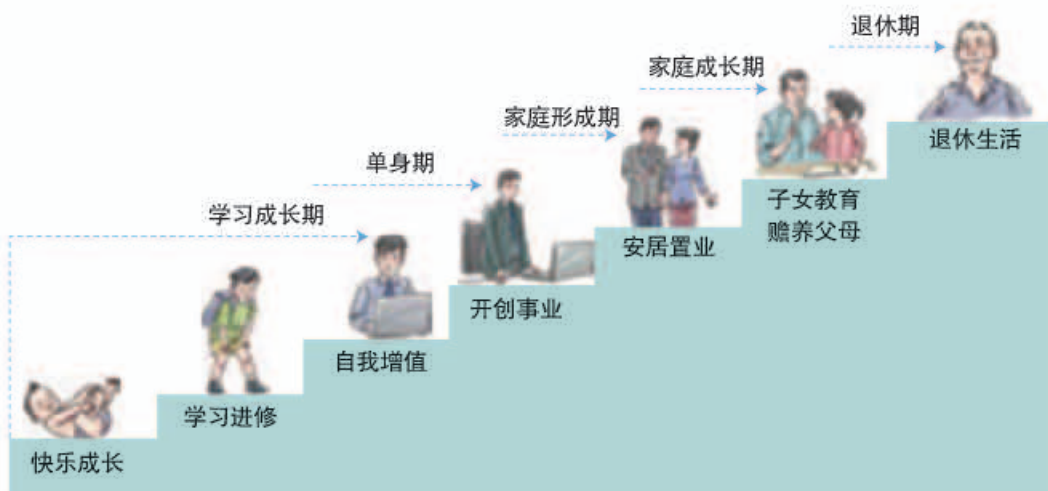 退休期
家庭成长期
家庭形成期
单身期
学习成长期
退休生活
子女教育
赡养父母
安居置业
开创事业
自我增值
学习进修
快乐成长